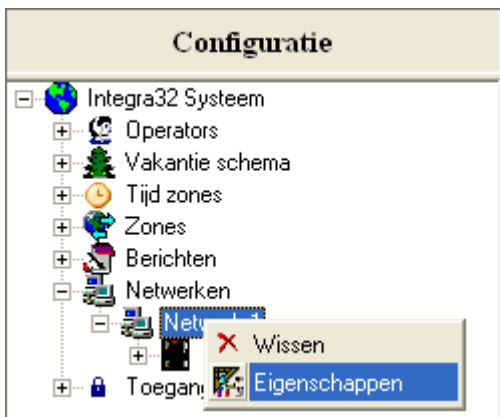 Configuratie
Integra32 Systeem
Operators
Vakantie schema
Tijd zones
Zones
Berichten
Netwerken
Wissen
Eigenschappen